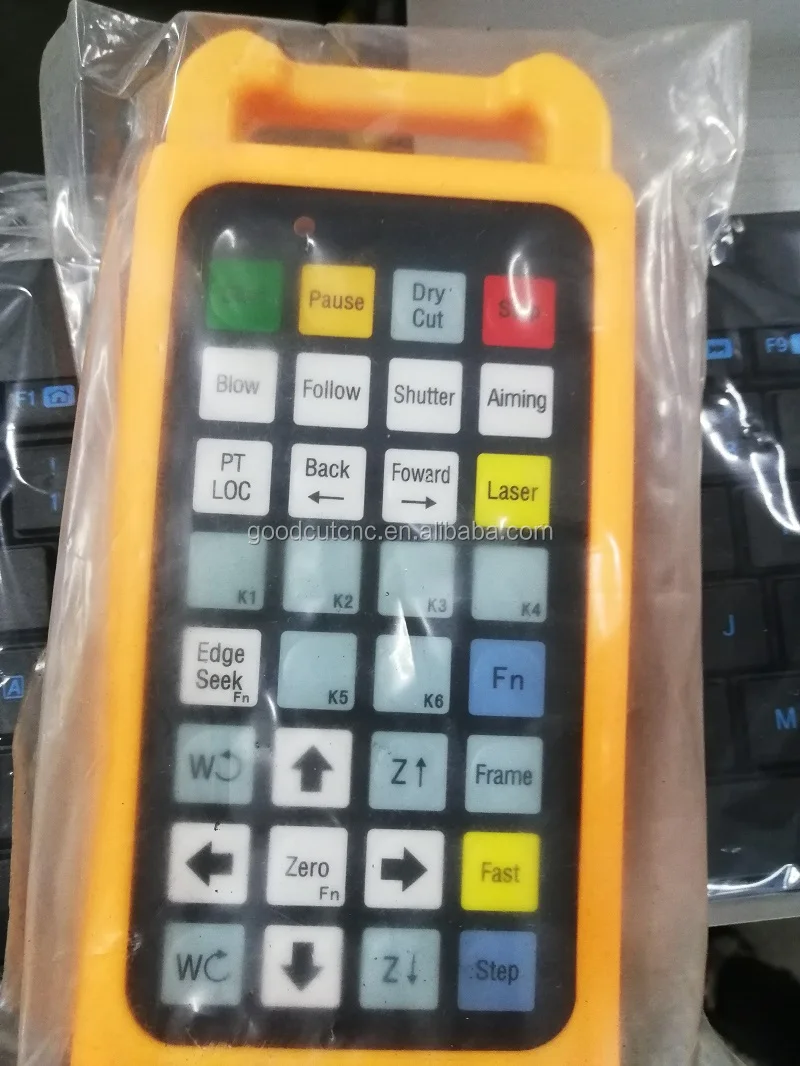 Pause
Dry
Cut
Stop
Blow
Follow
Shutter
Aiming
PT
LOC
Back
←
Foward
→
Laser
goodcutcnc.en.alibaba.com
K1
K2
K3
K4
Edge
Seek
Fn
K5
K6
Fn
W
Z↑
Frame
Zero
Fn
Fast
W
Z↓
Step
F1
F9
A
J
M